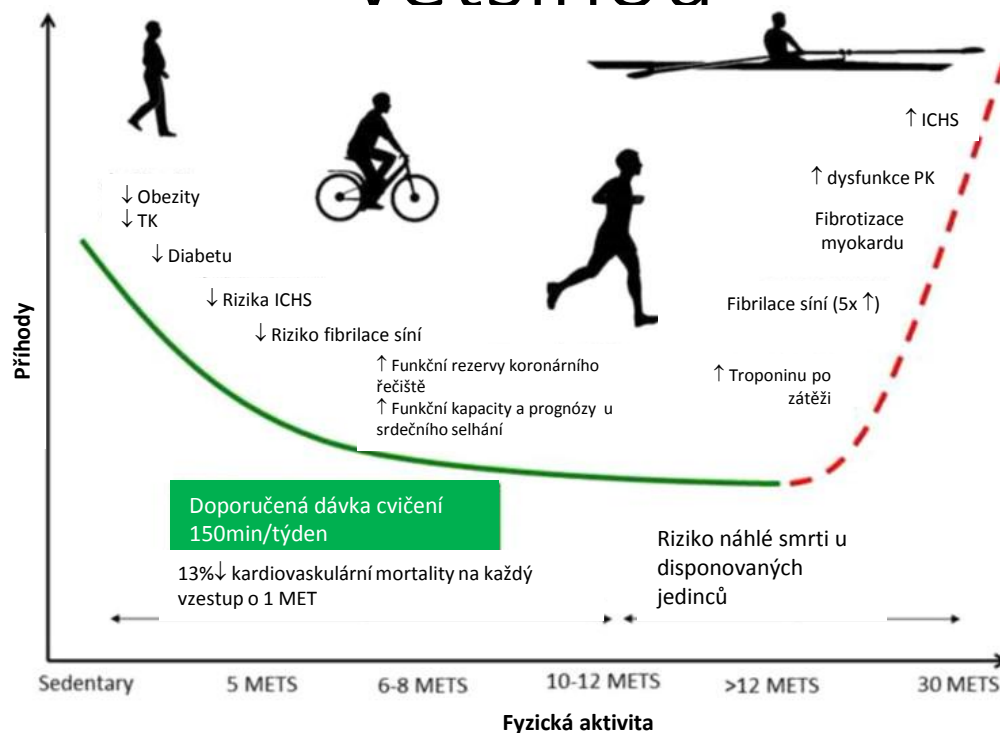 ↑ ICHS
↑ dysfunkce PK
↓ Obezity
↓ TK
Fibrotizace
myokardu
↓ Diabetu
↓ Rizika ICHS
Fibrilace síní (5x ↑)
↓ Riziko fibrilace síní
Příhody
↑ Funkční rezervy koronárního
řečiště
↑ Funkční kapacity a prognózy u
srdečního selhání
↑ Troponinu po
zátěži
Doporučená dávka cvičení
150min/týden
13%↓ kardiovaskulární mortality na každý
vzestup o 1 MET
Riziko náhlé smrti u
disponovaných
jedinců
Sedentary
5 METS
6-8 METS
10-12 METS
>12 METS
30 METS
Fyzická aktivita